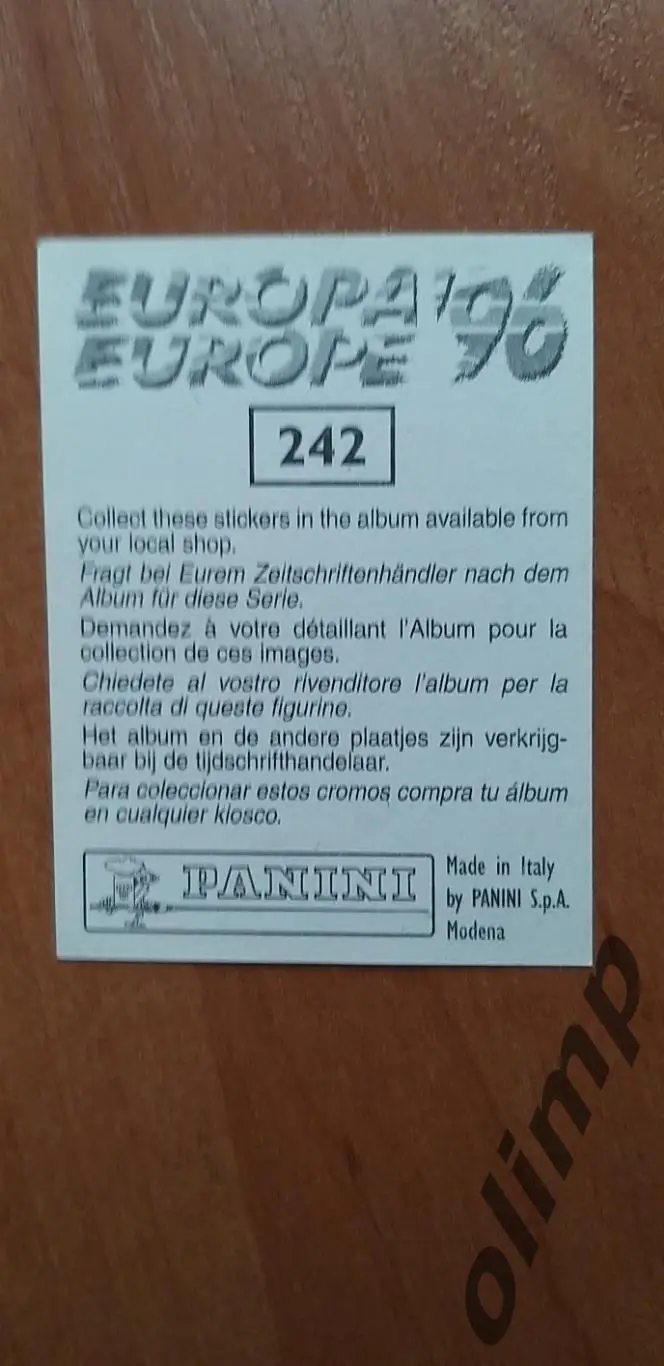 EUROPA '96
EUROPE
242
Collect these stickers in the album available from
your local shop.
Fragt bei Eurem Zeitschriftenhändler nach dem
Album für diese Serie.
Demandez à votre détaillant l'Album pour la
collection de ces images.
Chiedete al vostro rivenditore l'album per la
raccolta di queste figurine.
Het album en de andere plaatjes zijn verkrijg-
baar bij de tijdschrifthandelaar.
Para coleccionar estos cromos compra tu álbum
en cualquier kiosco.
PANINI
Made in Italy
by PANINI S.p.A.
Modena
olimp